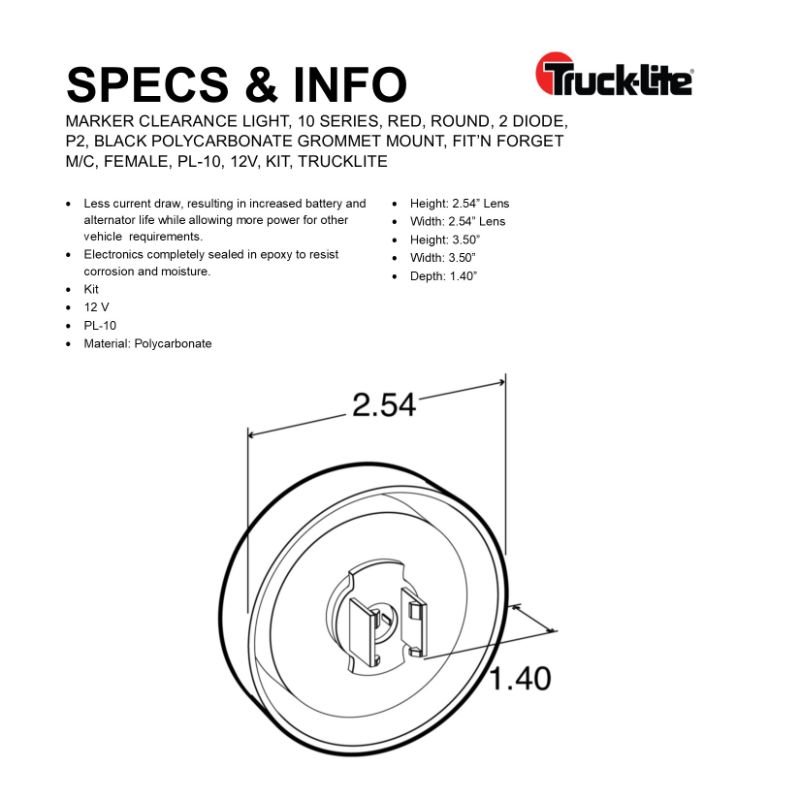 SPECS & INFO
Truck-Lite®
MARKER CLEARANCE LIGHT, 10 SERIES, RED, ROUND, 2 DIODE,
P2, BLACK POLYCARBONATE GROMMET MOUNT, FIT’N FORGET
M/C, FEMALE, PL-10, 12V, KIT, TRUCKLITE
• Less current draw, resulting in increased battery and
alternator life while allowing more power for other
vehicle requirements.
• Electronics completely sealed in epoxy to resist
corrosion and moisture.
• Kit
• 12 V
• PL-10
• Material: Polycarbonate
• Height: 2.54” Lens
• Width: 2.54” Lens
• Height: 3.50”
• Width: 3.50”
• Depth: 1.40”
2.54
1.40